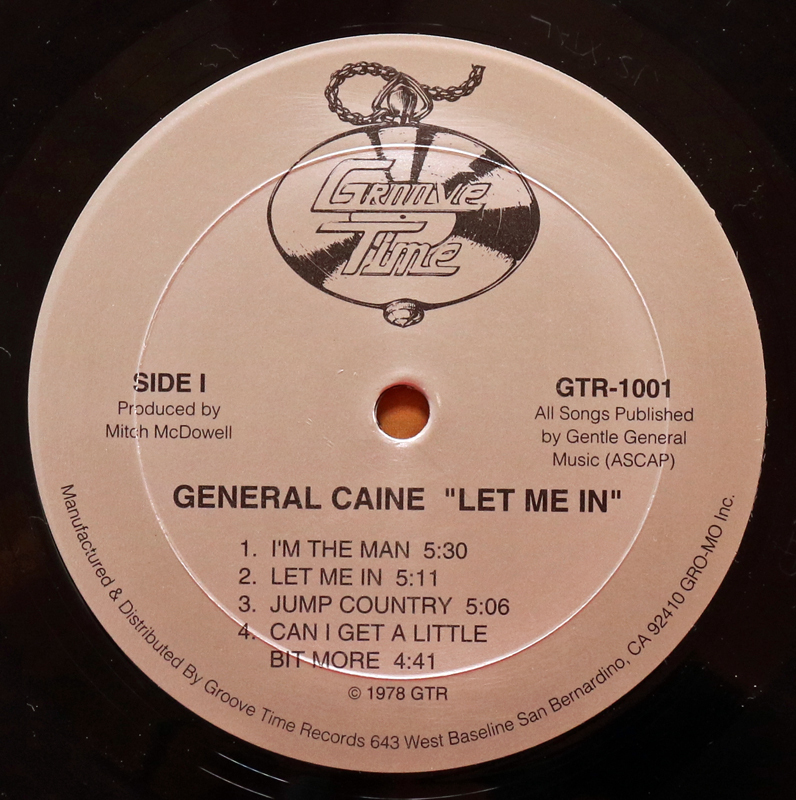 Groove
Time
SIDE I
Produced by
Mitch McDowell
GTR-1001
All Songs Published
by Gentle General
Music (ASCAP)
GENERAL CAINE "LET ME IN"
1. I'M THE MAN 5:30
2. LET ME IN 5:11
3. JUMP COUNTRY 5:06
4. CAN I GET A LITTLE
BIT MORE 4:41
© 1978 GTR
Manufactured & Distributed By Groove Time Records 643 West Baseline San Bernardino, CA 92410 GRO-MO Inc.